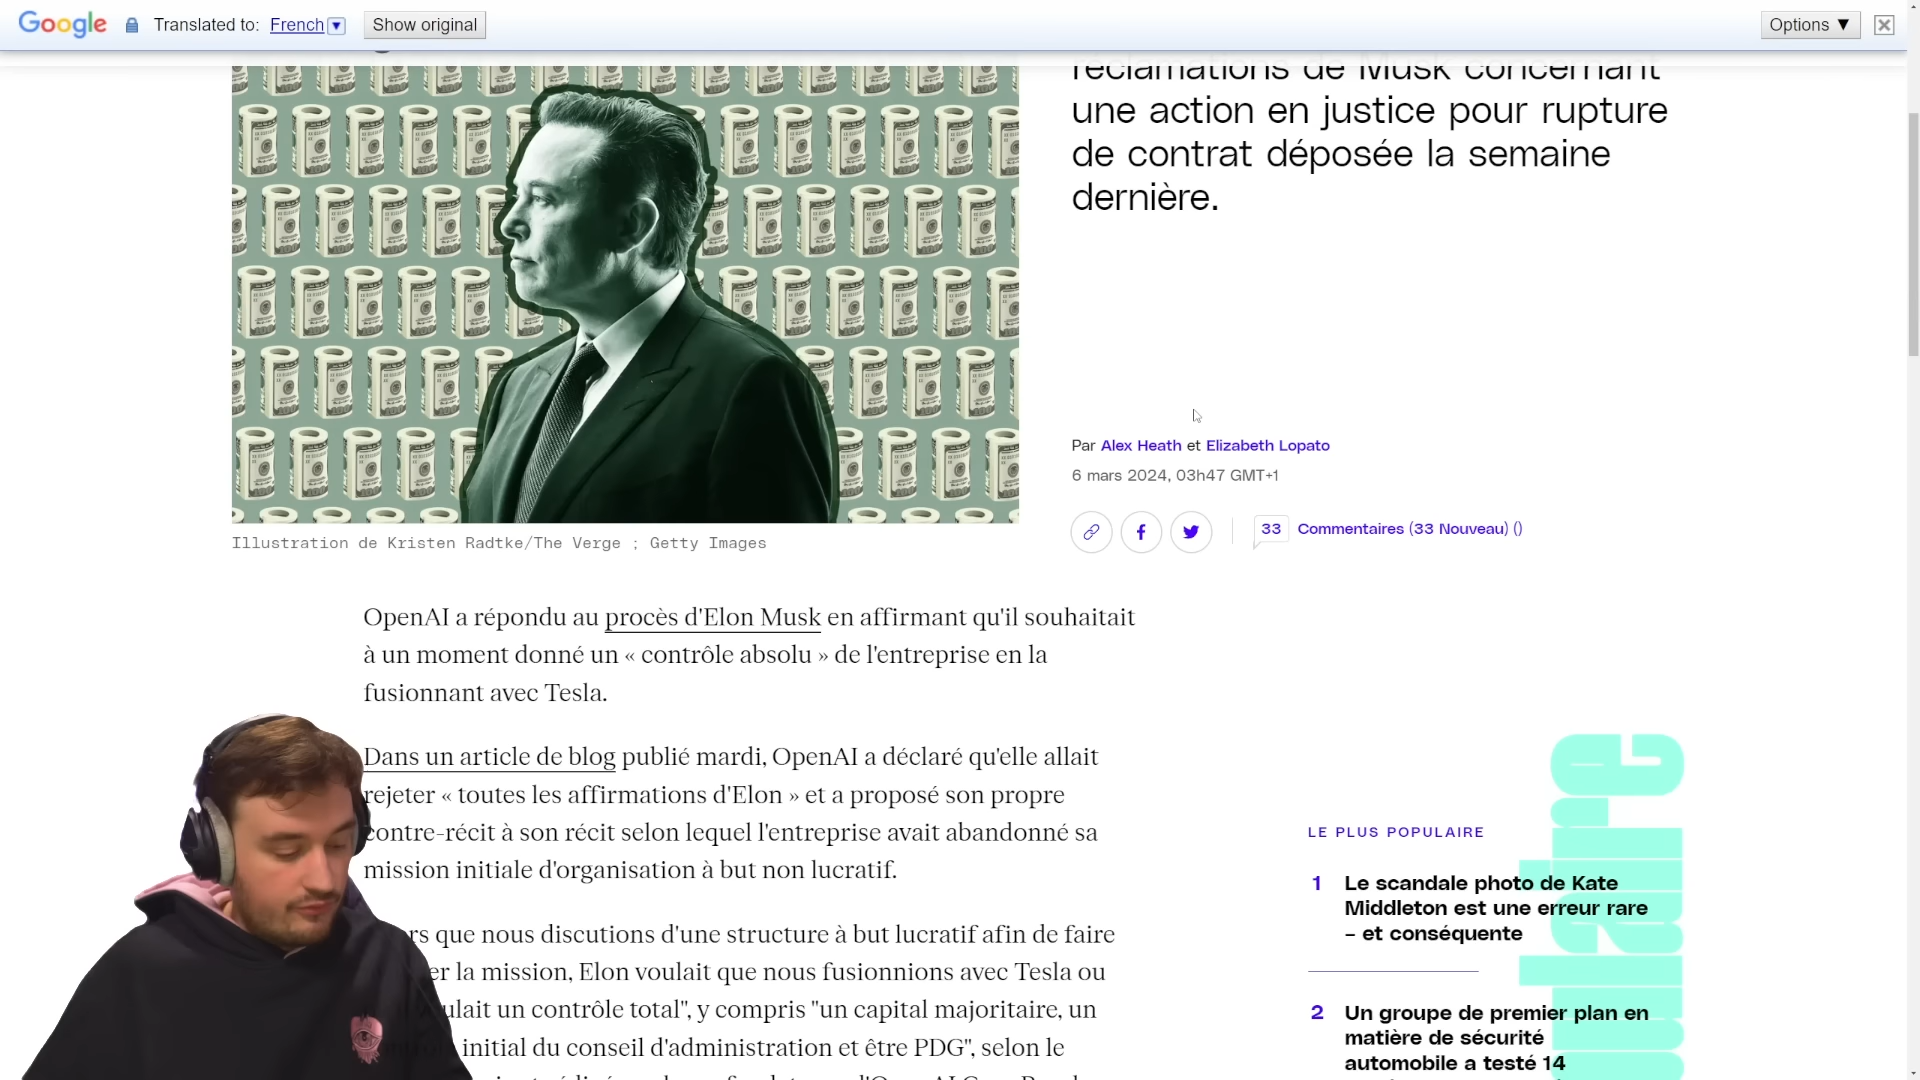 Google Translated to: French ▼ Show original Options ▼
réclamations de Musk concernant
une action en justice pour rupture
de contrat déposée la semaine
dernière.
Par Alex Heath et Elizabeth Lopato
6 mars 2024, 03h47 GMT+1
33 Commentaires (33 Nouveau) ()
Illustration de Kristen Radtke/The Verge ; Getty Images
OpenAI a répondu au procès d'Elon Musk en affirmant qu'il souhaitait
à un moment donné un « contrôle absolu » de l'entreprise en la
fusionnant avec Tesla.
Dans un article de blog publié mardi, OpenAI a déclaré qu'elle allait
rejeter « toutes les affirmations d'Elon » et a proposé son propre
contre-récit à son récit selon lequel l'entreprise avait abandonné sa
mission initiale d'organisation à but non lucratif.
que nous discutions d'une structure à but lucratif afin de faire
la mission, Elon voulait que nous fusionnions avec Tesla ou
un contrôle total", y compris "un capital majoritaire, un
initial du conseil d'administration et être PDG", selon le
LE PLUS POPULAIRE
1 Le scandale photo de Kate
Middleton est une erreur rare
– et conséquente
2 Un groupe de premier plan en
matière de sécurité
automobile a testé 14